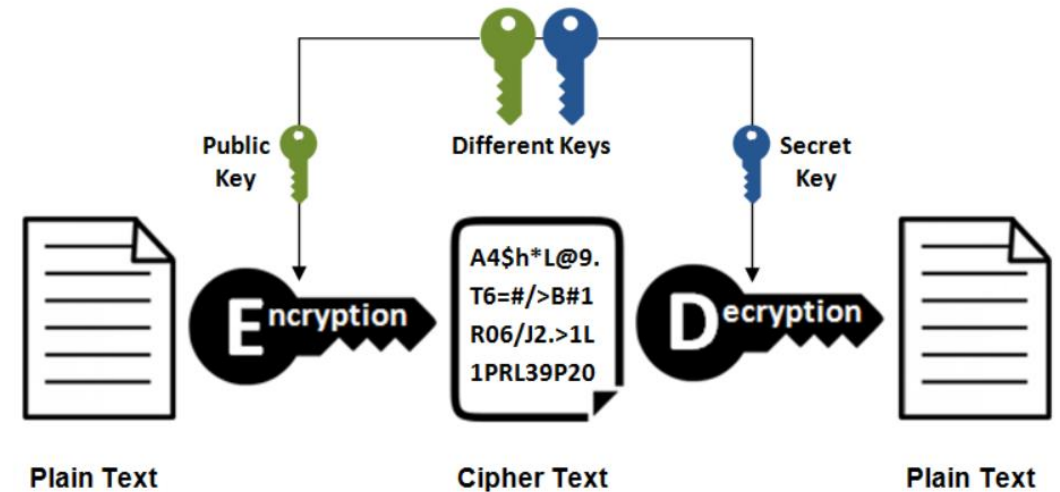 Public
Key
Different Keys
Secret
Key
Encryption
A4$h*L@9.
T6=#/>B#1
R06/J2.>1L
1PRL39P20
Decryption
Plain Text
Cipher Text
Plain Text